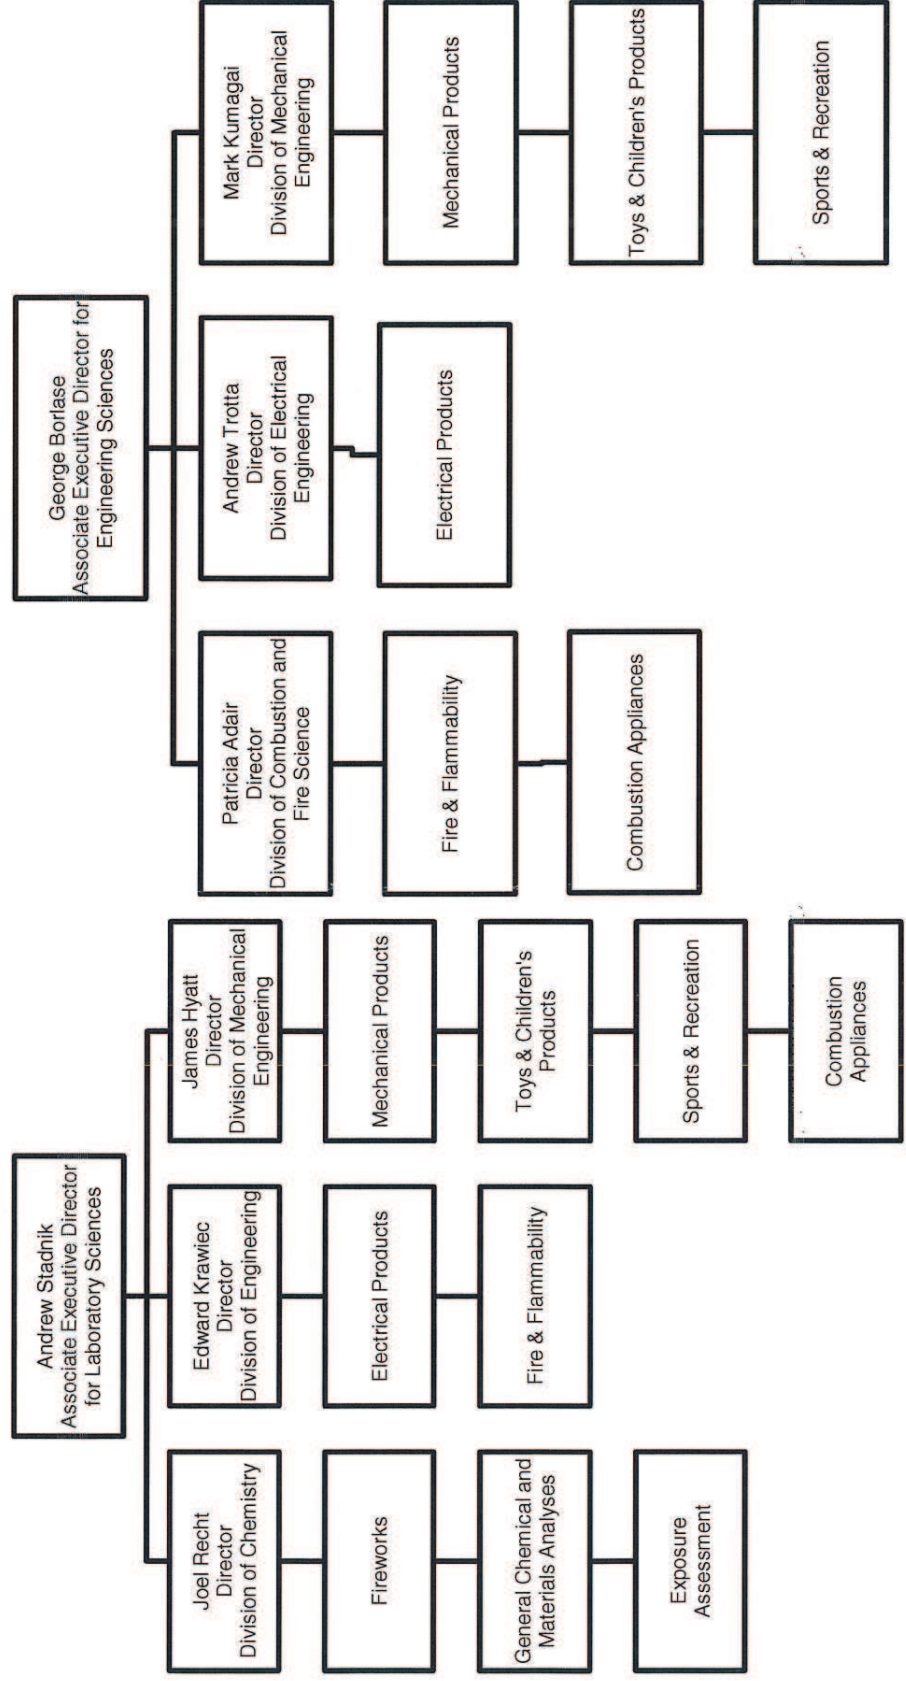 Andrew Stadnik
Associate Executive Director
for Laboratory Sciences
Joel Recht
Director
Division of Chemistry
Fireworks
General Chemical and
Materials Analyses
Exposure
Assessment
Edward Krawiec
Director
Division of Engineering
Electrical Products
Fire & Flammability
James Hyatt
Director
Division of Mechanical
Engineering
Mechanical Products
Toys & Children's
Products
Sports & Recreation
Combustion
Appliances
George Borlase
Associate Executive Director for
Engineering Sciences
Patricia Adair
Director
Division of Combustion and
Fire Science
Fire & Flammability
Combustion Appliances
Andrew Trotta
Director
Division of Electrical
Engineering
Electrical Products
Mark Kumagai
Director
Division of Mechanical
Engineering
Mechanical Products
Toys & Children's Products
Sports & Recreation